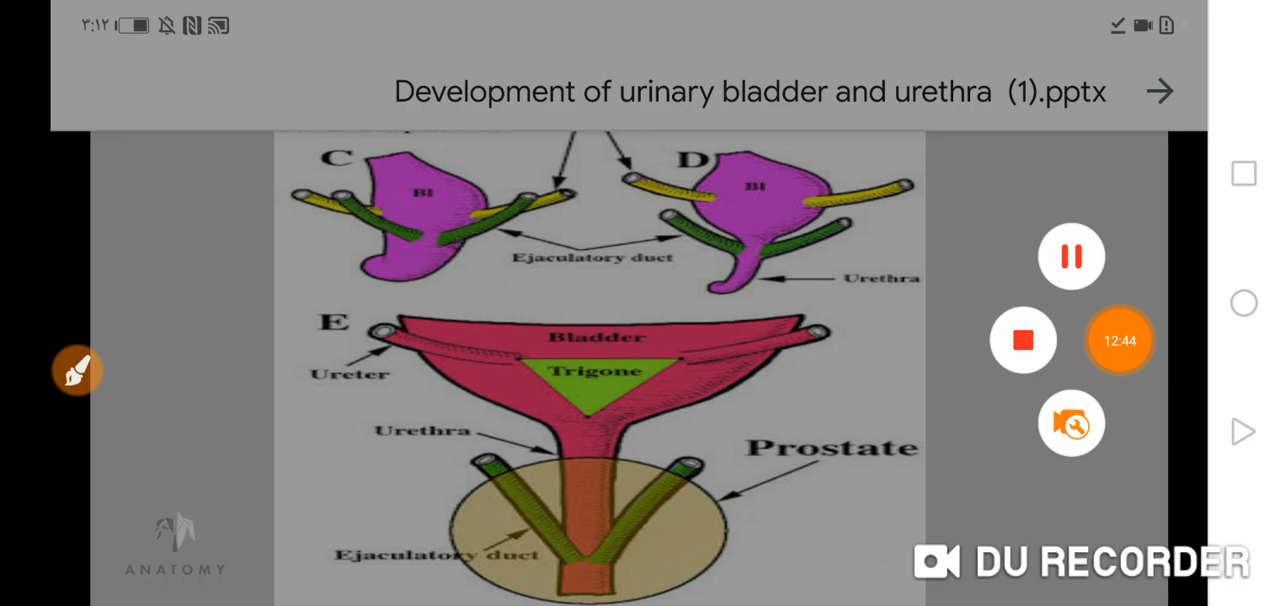 ٣:١٢
Development of urinary bladder and urethra (1).pptx
C
D
Bl
Bl
Ejaculatory duct
Urethra
E
Bladder
Trigone
Ureter
Urethra
Prostate
Ejaculatory duct
12:44
ANATOMY
DU RECORDER